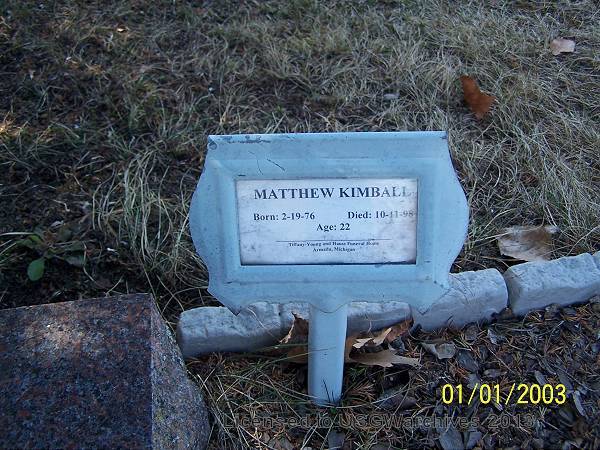 MATTHEW KIMBALL
Born: 2-19-76 Died: 10-11-98
Age: 22
Tiffany-Young and Hauss Funeral Home
Armada, Michigan
01/01/2003
Licensed to USGWarchives 2013